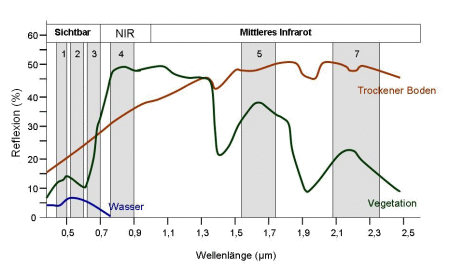 60 Sichtbar NIR Mittleres Infrarot
50 1 2 3 4 5 7
40 Trockener Boden
30
20
10 Wasser Vegetation
0
0,5 0,7 0,9 1,1 1,3 1,5 1,7 1,9 2,1 2,3 2,5
Reflexion (%)
Wellenlänge (µm)